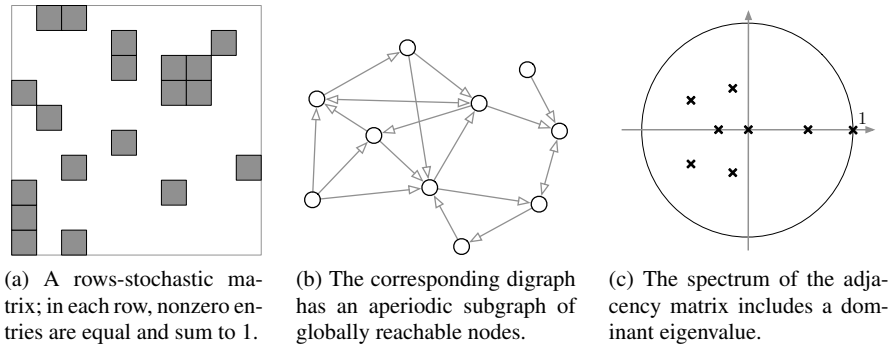 1
(a) A rows-stochastic ma-
trix; in each row, nonzero en-
tries are equal and sum to 1.
(b) The corresponding digraph
has an aperiodic subgraph of
globally reachable nodes.
(c) The spectrum of the adja-
cency matrix includes a dom-
inant eigenvalue.